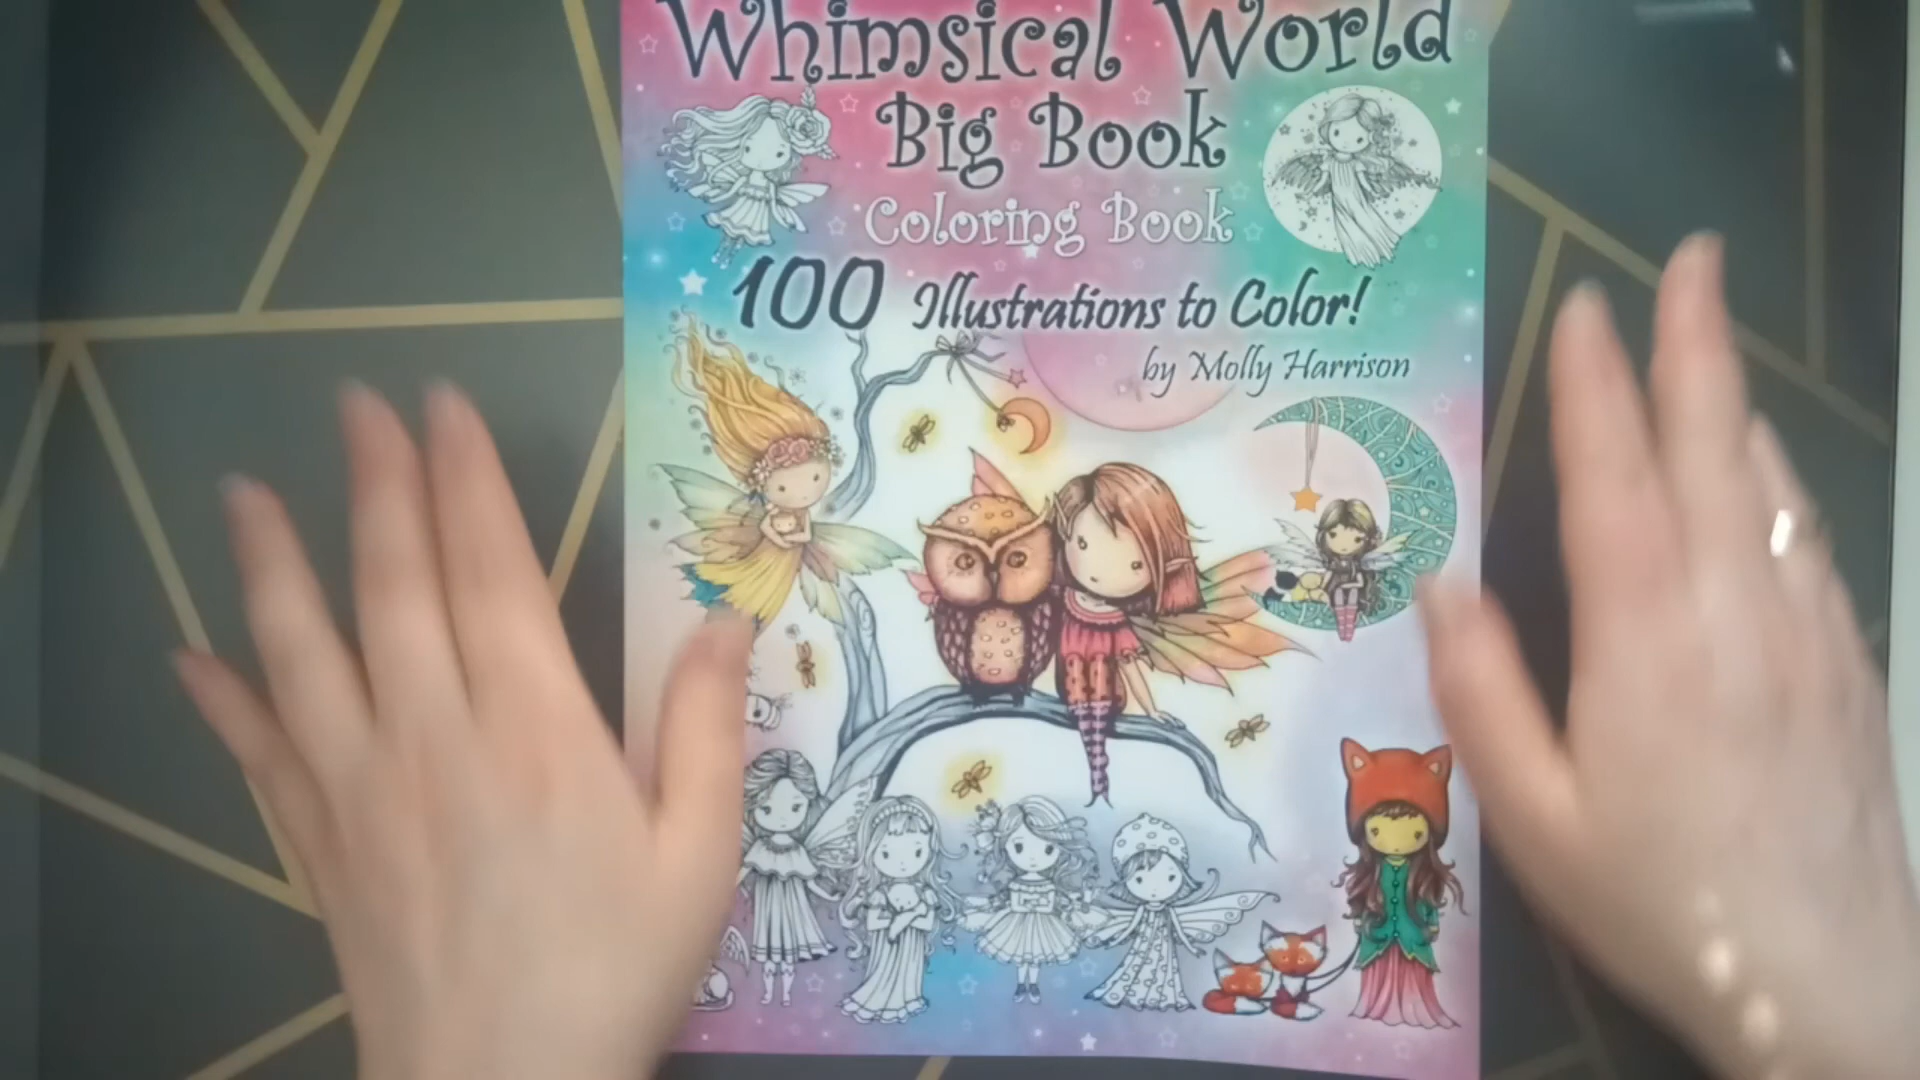 Whimsical World
Big Book
Coloring Book
100 Illustrations to Color!
by Molly Harrison